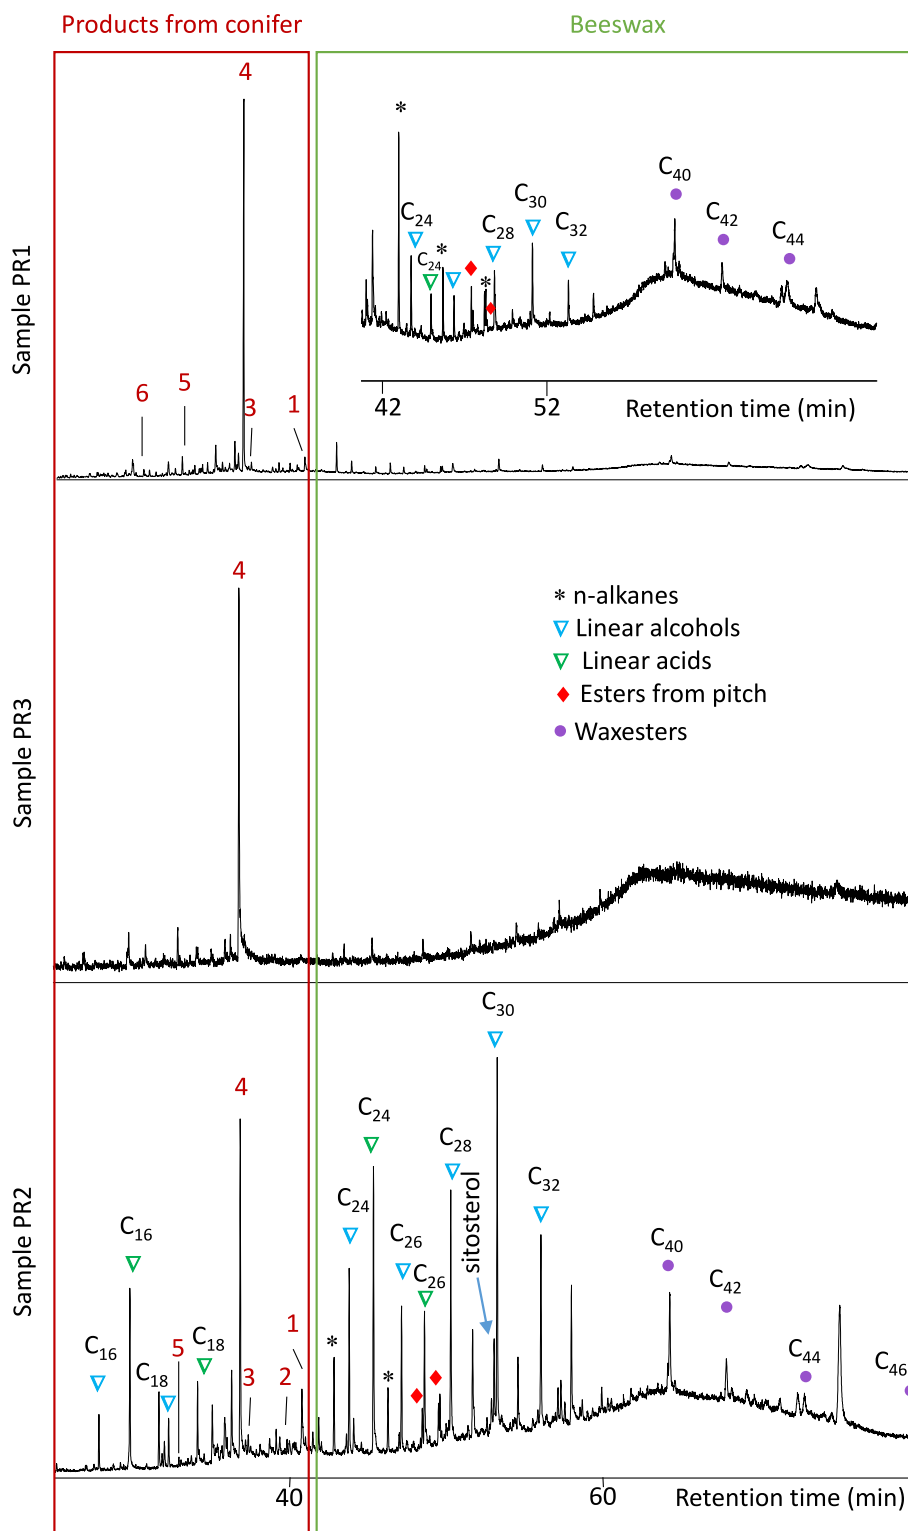 Products from conifer
Beeswax
Sample PR1
4
6
5
3
1
*
C24
C24
*
*
C28
C30
C32
C40
C42
C44
42
52
Retention time (min)
Sample PR3
4
* n-alkanes
Linear alcohols
Linear acids
Esters from pitch
Waxesters
Sample PR2
C16
C16
C18
5
C18
4
3
2
1
*
C24
C24
*
C26
C26
C28
sitosterol
C30
C32
C40
C42
C44
C46
40
60
Retention time (min)